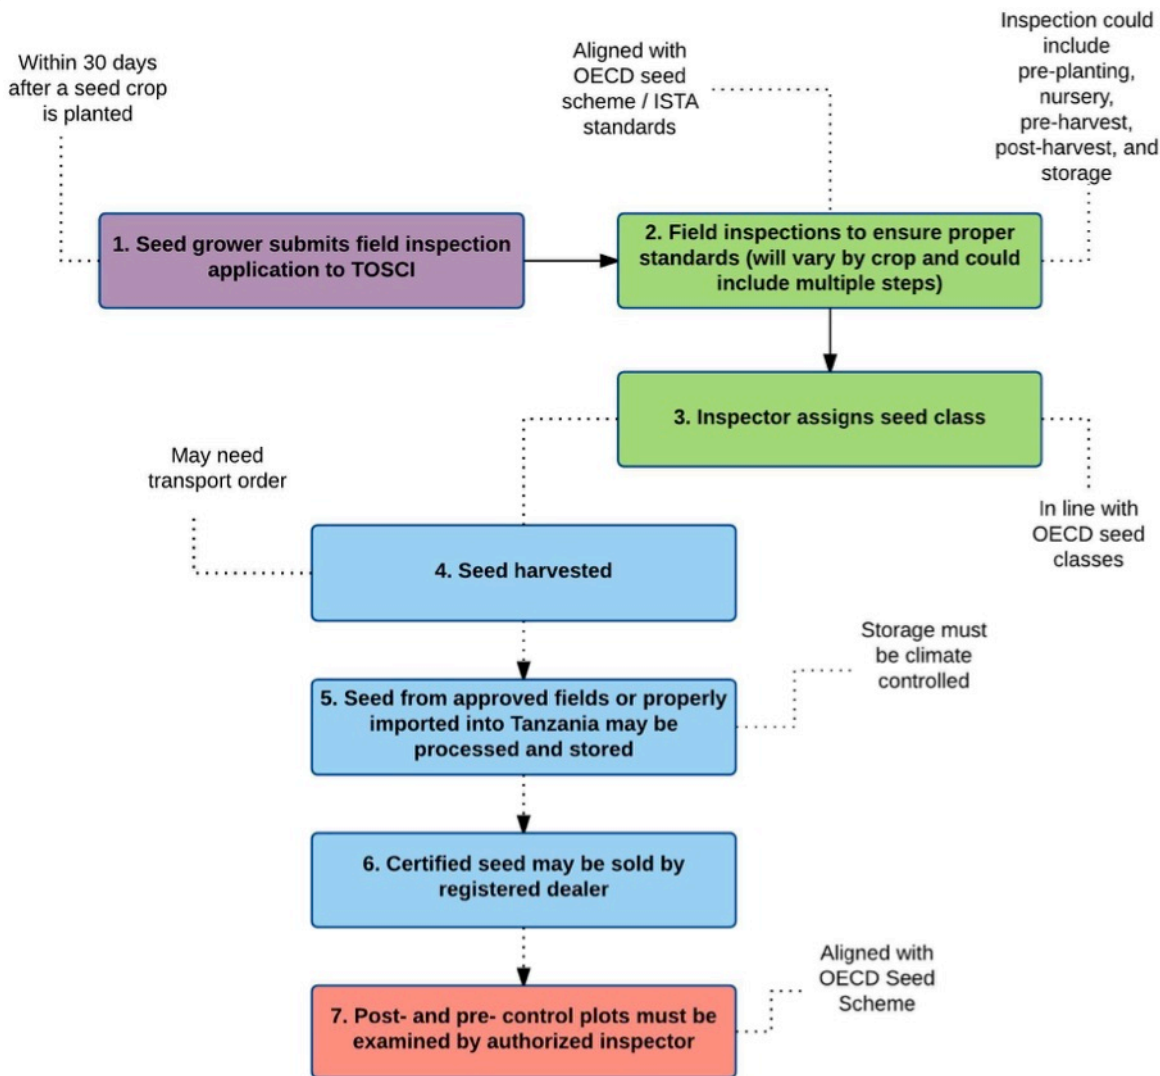 Within 30 days
after a seed crop
is planted
Aligned with
OECD seed
scheme / ISTA
standards
Inspection could
include
pre-planting,
nursery,
pre-harvest,
post-harvest, and
storage
1. Seed grower submits field inspection
application to TOSCI
2. Field inspections to ensure proper
standards (will vary by crop and could
include multiple steps)
3. Inspector assigns seed class
May need
transport order
In line with
OECD seed
classes
4. Seed harvested
Storage must
be climate
controlled
5. Seed from approved fields or properly
imported into Tanzania may be
processed and stored
6. Certified seed may be sold by
registered dealer
Aligned with
OECD Seed
Scheme
7. Post- and pre- control plots must be
examined by authorized inspector